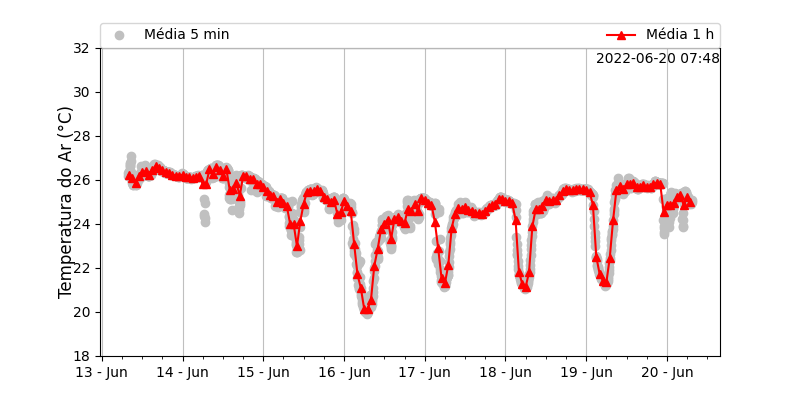 Média 5 min
Média 1 h
2022-06-20 07:48
Temperatura do Ar (°C)
32
30
28
26
24
22
20
18
13 - Jun
14 - Jun
15 - Jun
16 - Jun
17 - Jun
18 - Jun
19 - Jun
20 - Jun